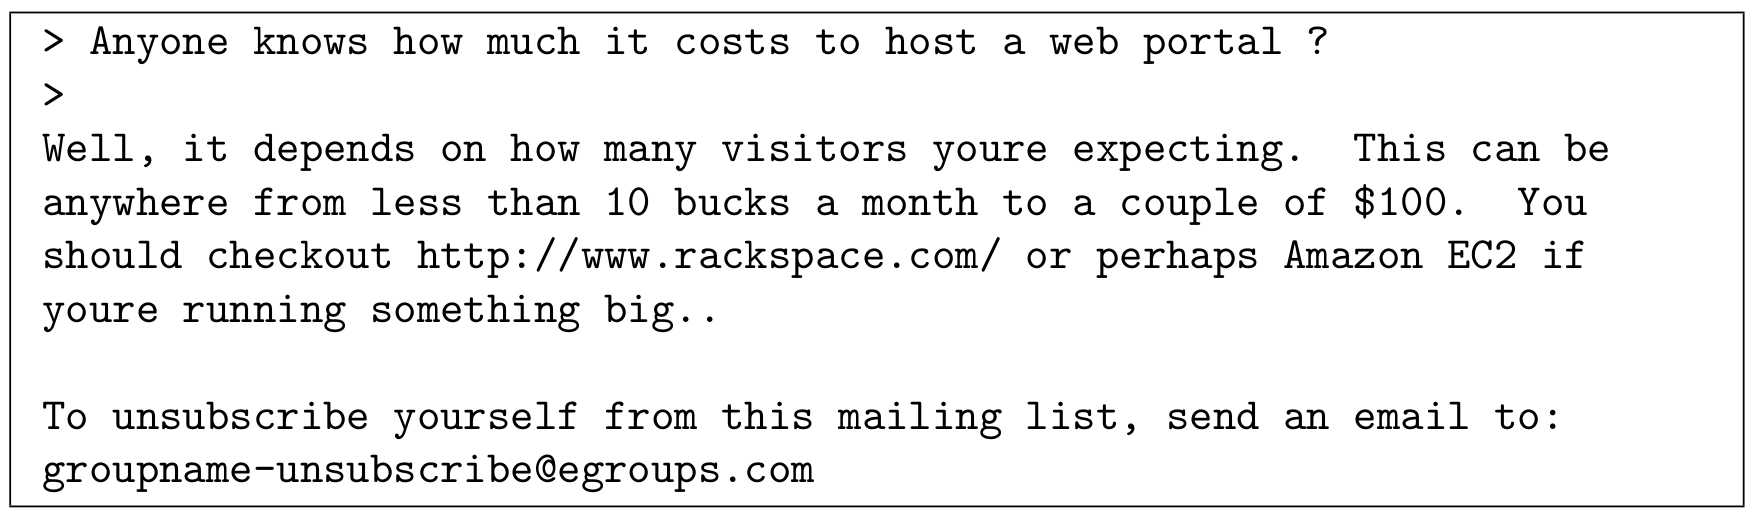 > Anyone knows how much it costs to host a web portal ?
>
Well, it depends on how many visitors youre expecting.  This can be
anywhere from less than 10 bucks a month to a couple of $100.  You
should checkout http://www.rackspace.com/ or perhaps Amazon EC2 if
youre running something big..

To unsubscribe yourself from this mailing list, send an email to:
groupname-unsubscribe@egroups.com